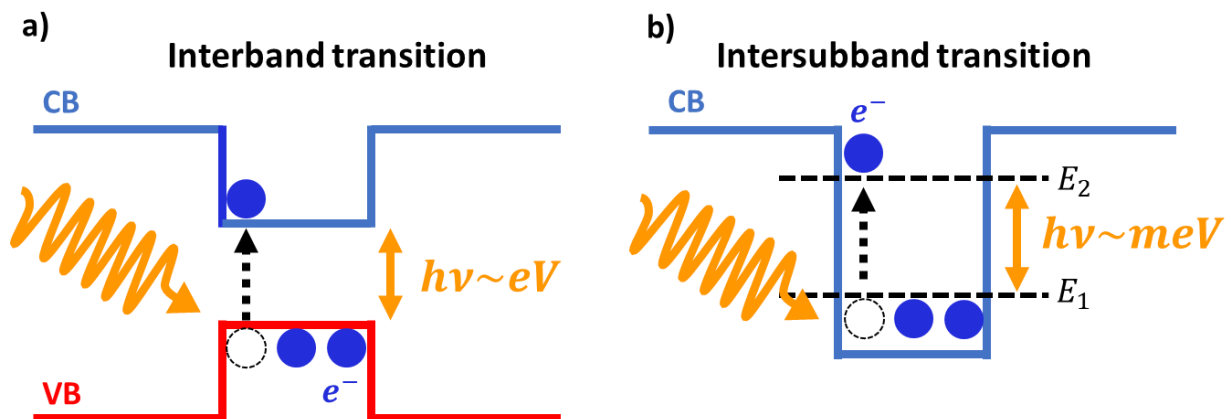 a)
Interband transition
CB
hν~eV
e⁻
VB
b)
Intersubband transition
CB
e⁻
E₂
hν~meV
E₁